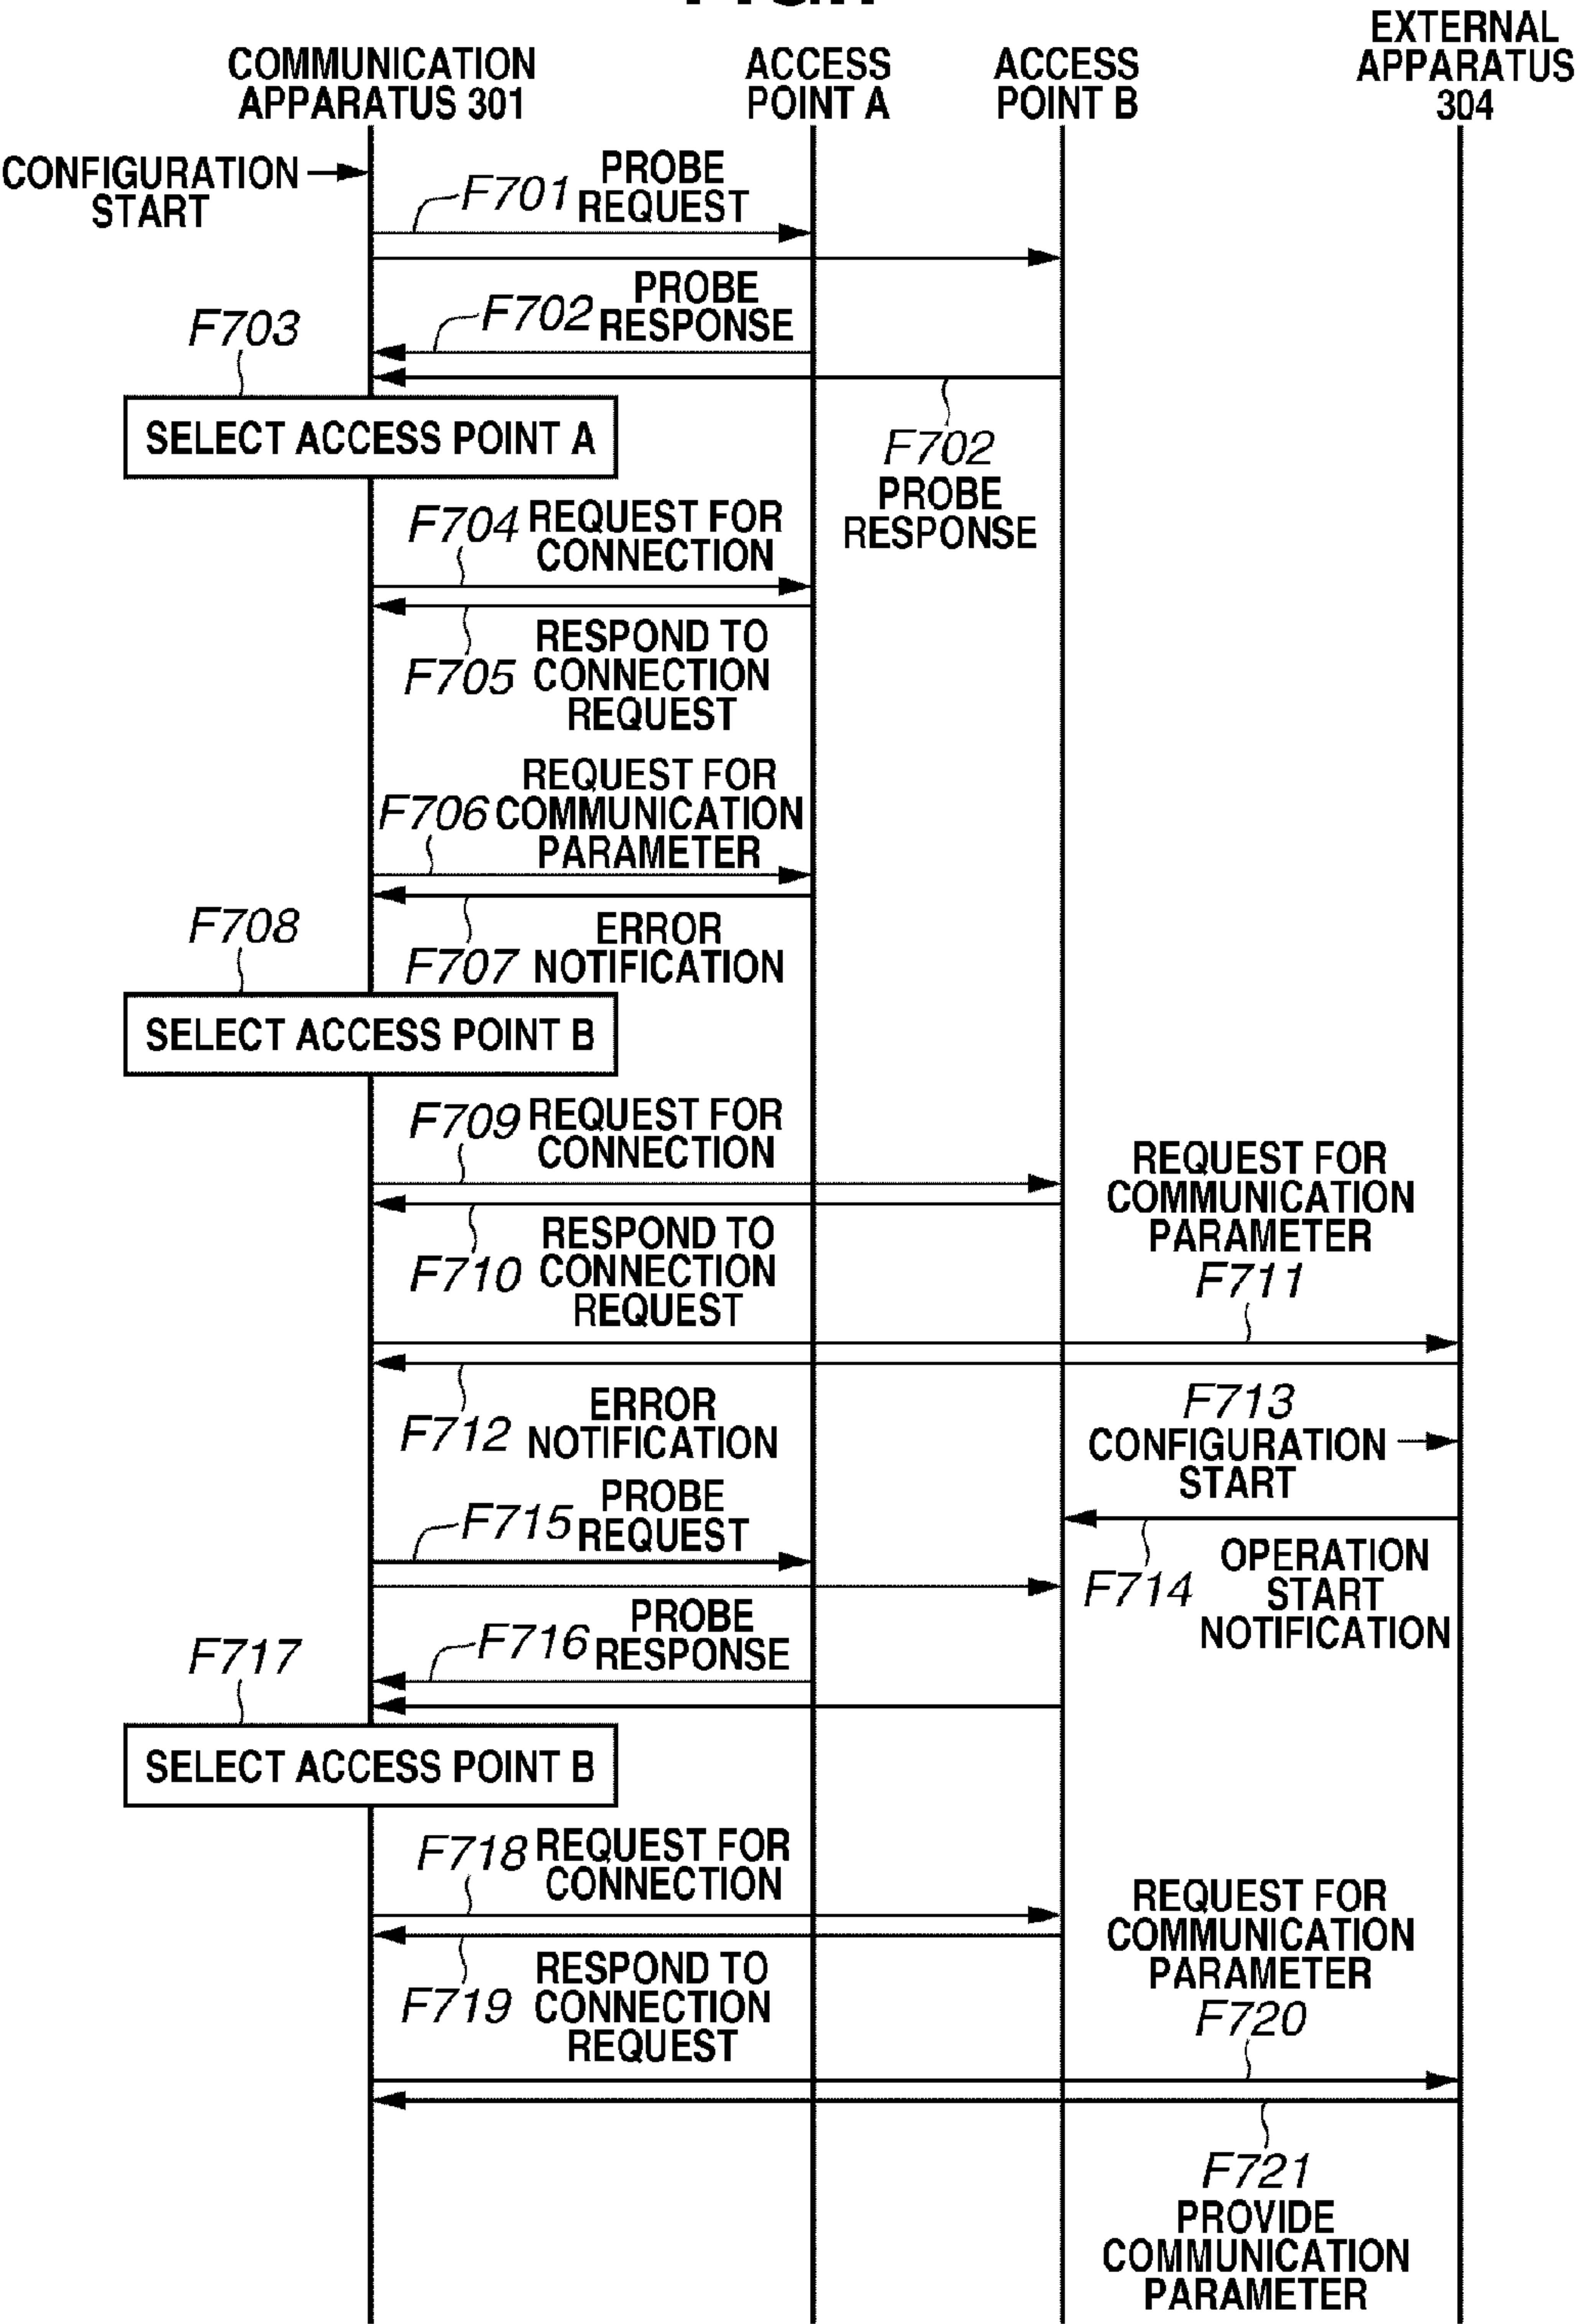 COMMUNICATION
APPARATUS 301
ACCESS
POINT A
ACCESS
POINT B
EXTERNAL
APPARATUS
304
CONFIGURATION
START
F701
PROBE
REQUEST
F702
PROBE
RESPONSE
F702
PROBE
RESPONSE
F703
SELECT ACCESS POINT A
F704
REQUEST FOR
CONNECTION
F705
RESPOND TO
CONNECTION
REQUEST
F706
REQUEST FOR
COMMUNICATION
PARAMETER
F707
ERROR
NOTIFICATION
F708
SELECT ACCESS POINT B
F709
REQUEST FOR
CONNECTION
F710
RESPOND TO
CONNECTION
REQUEST
REQUEST FOR
COMMUNICATION
PARAMETER
F711
F712
ERROR
NOTIFICATION
F713
CONFIGURATION
START
F714
OPERATION
START
NOTIFICATION
F715
PROBE
REQUEST
F716
PROBE
RESPONSE
F717
SELECT ACCESS POINT B
F718
REQUEST FOR
CONNECTION
F719
RESPOND TO
CONNECTION
REQUEST
REQUEST FOR
COMMUNICATION
PARAMETER
F720
F721
PROVIDE
COMMUNICATION
PARAMETER